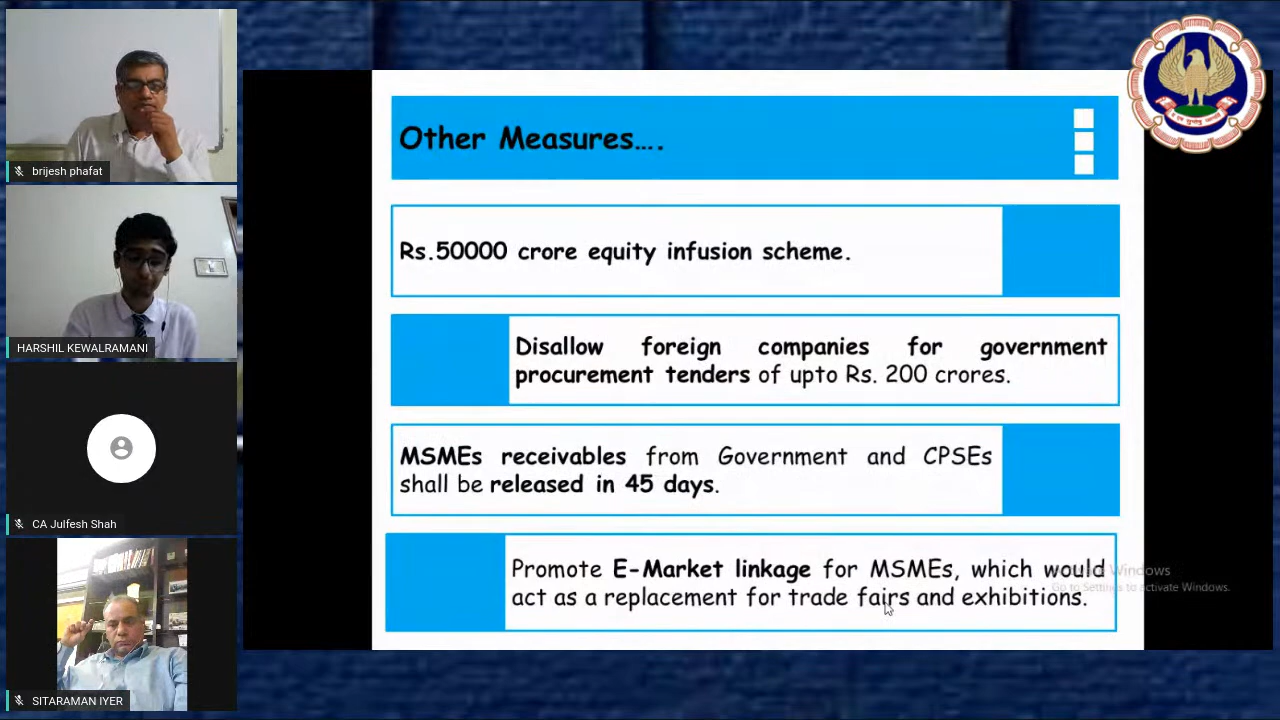 brijesh phafat
HARSHIL KEWALRAMANI
CA Julfesh Shah
SITARAMAN IYER
Other Measures….
Rs.50000 crore equity infusion scheme.
Disallow foreign companies for government
procurement tenders of upto Rs. 200 crores.
MSMEs receivables from Government and CPSEs
shall be released in 45 days.
Promote E-Market linkage for MSMEs, which would
act as a replacement for trade fairs and exhibitions.
Activate Windows
Go to Settings to activate Windows.